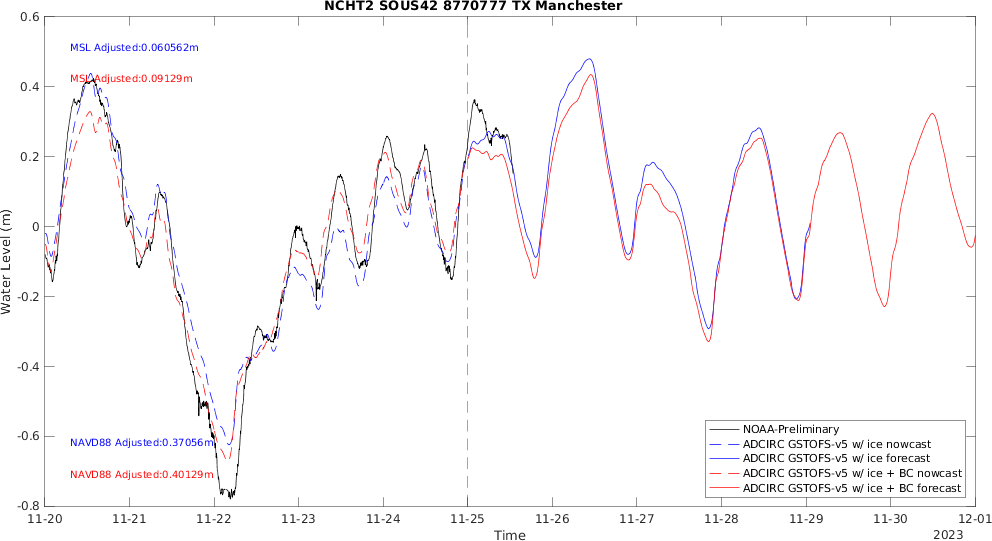 NCHT2 SOUS42 8770777 TX Manchester
0.6
0.4
0.2
0
-0.2
-0.4
-0.6
-0.8
Water Level (m)
MSL Adjusted:0.060562m
MSL Adjusted:0.09129m
NAVD88 Adjusted:0.37056m
NAVD88 Adjusted:0.40129m
NOAA-Preliminary
ADCIRC GSTOFS-v5 w/ ice nowcast
ADCIRC GSTOFS-v5 w/ ice forecast
ADCIRC GSTOFS-v5 w/ ice + BC nowcast
ADCIRC GSTOFS-v5 w/ ice + BC forecast
11-20 11-21 11-22 11-23 11-24 11-25 11-26 11-27 11-28 11-29 11-30 12-01
Time
2023